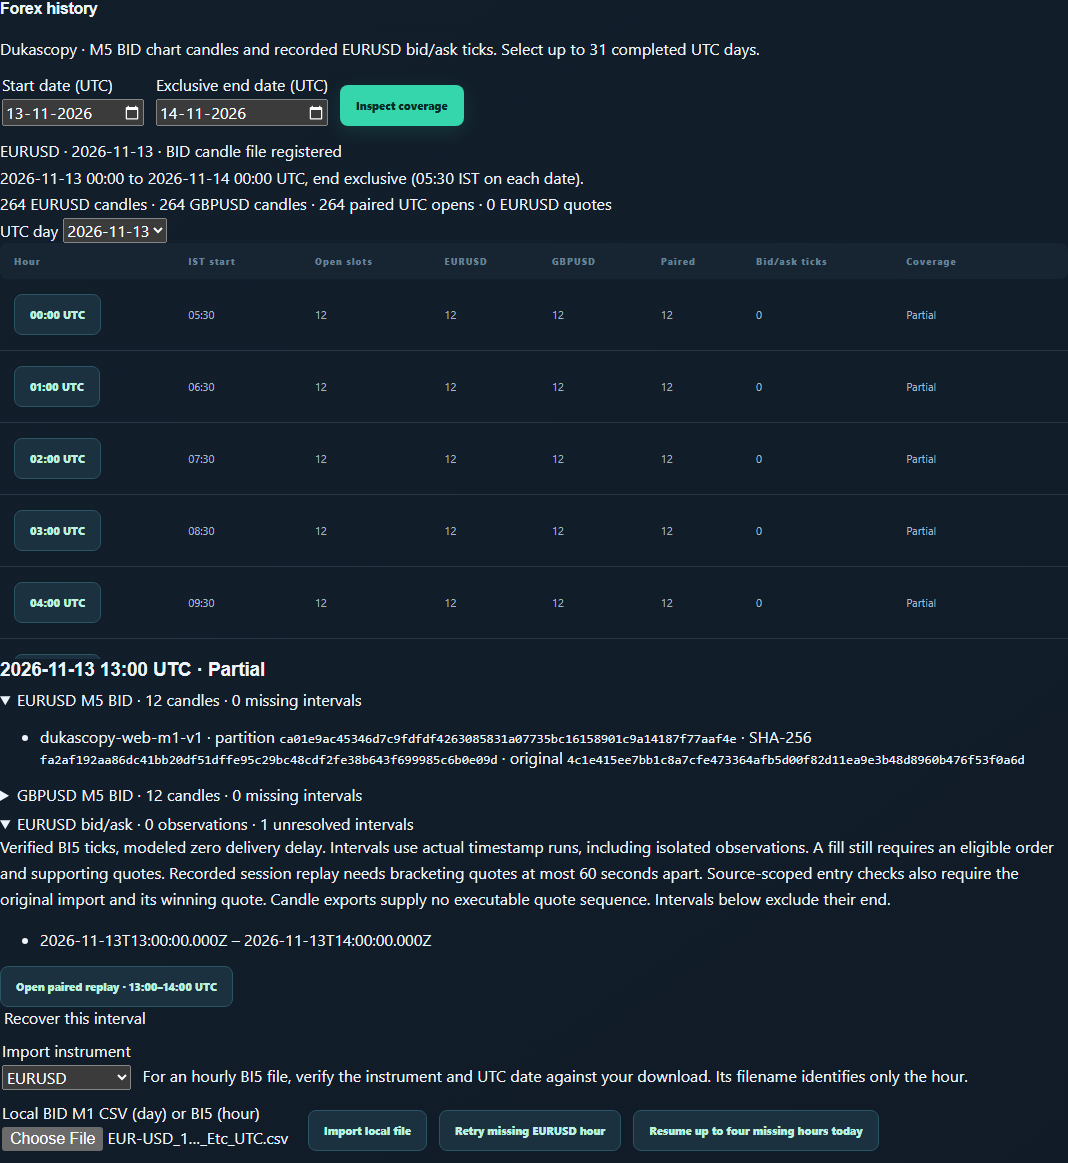 Forex history
Dukascopy · M5 BID chart candles and recorded EURUSD bid/ask ticks. Select up to 31 completed UTC days.
Start date (UTC) Exclusive end date (UTC)
13-11-2026 14-11-2026 Inspect coverage
EURUSD · 2026-11-13 · BID candle file registered
2026-11-13 00:00 to 2026-11-14 00:00 UTC, end exclusive (05:30 IST on each date).
264 EURUSD candles · 264 GBPUSD candles · 264 paired UTC opens · 0 EURUSD quotes
UTC day 2026-11-13
Hour IST start Open slots EURUSD GBPUSD Paired Bid/ask ticks Coverage
00:00 UTC 05:30 12 12 12 12 0 Partial
01:00 UTC 06:30 12 12 12 12 0 Partial
02:00 UTC 07:30 12 12 12 12 0 Partial
03:00 UTC 08:30 12 12 12 12 0 Partial
04:00 UTC 09:30 12 12 12 12 0 Partial
2026-11-13 13:00 UTC · Partial
▼ EURUSD M5 BID · 12 candles · 0 missing intervals
• dukascopy-web-m1-v1 · partition ca01e9ac45346d7c9fdfdf4263085831a07735bc16158901c9a14187f77aaf4e · SHA-256
fa2af192aa86dc41bb20df51dffe95c29bc48cdf2fe38b643f699985c6b0e09d · original 4c1e415ee7bb1c8a7cfe473364afb5d00f82d11ea9e3b48d8960b476f53f0a6d
▶ GBPUSD M5 BID · 12 candles · 0 missing intervals
▼ EURUSD bid/ask · 0 observations · 1 unresolved intervals
Verified BI5 ticks, modeled zero delivery delay. Intervals use actual timestamp runs, including isolated observations. A fill still requires an eligible order
and supporting quotes. Recorded session replay needs bracketing quotes at most 60 seconds apart. Source-scoped entry checks also require the
original import and its winning quote. Candle exports supply no executable quote sequence. Intervals below exclude their end.
• 2026-11-13T13:00:00.000Z – 2026-11-13T14:00:00.000Z
Open paired replay · 13:00–14:00 UTC
Recover this interval
Import instrument
EURUSD For an hourly BI5 file, verify the instrument and UTC date against your download. Its filename identifies only the hour.
Local BID M1 CSV (day) or BI5 (hour)
Choose File EUR-USD_1..._Etc_UTC.csv Import local file Retry missing EURUSD hour Resume up to four missing hours today